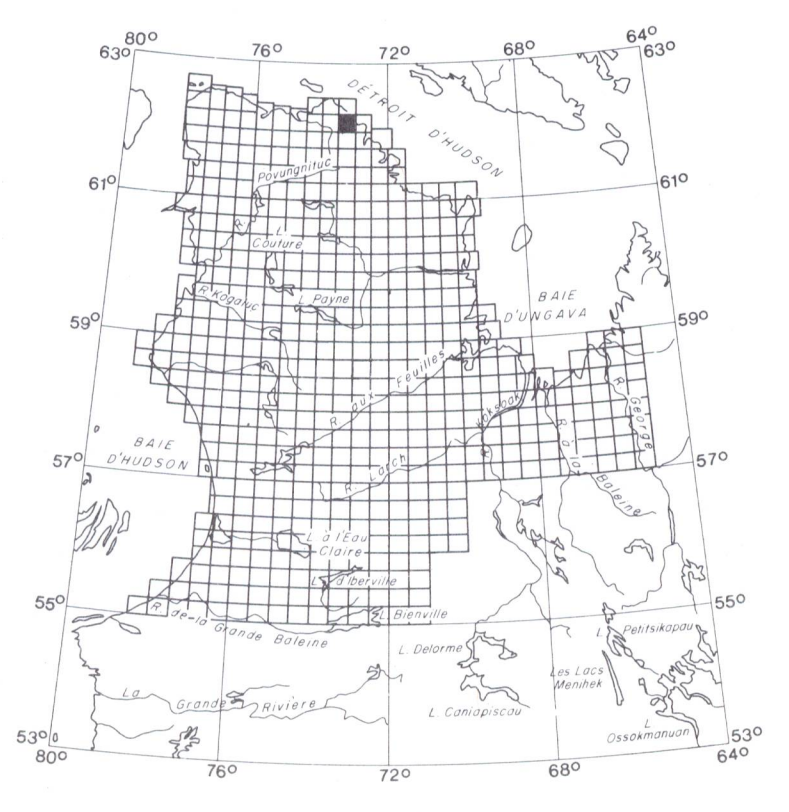 80° 76° 72° 68° 64°
63° 63°
DÉTROIT
D'HUDSON
Povungnituc
61° 61°
R.
L.
Couture
R. Kogaluc
L. Payne
BAIE
D'UNGAVA
59° 59°
R. aux Feuilles
Koksoak
R. à la
Baleine
R. George
BAIE
D'HUDSON
57° 57°
R. Larch
L. à l'Eau
Claire
L. d'Iberville
55° 55°
R. de-la Grande Baleine
L. Bienville
L. Delorme
L. Petitsikapau
Les Lacs
Menihek
La Grande Rivière
L. Caniapiscau
L.
Ossokmanuan
53° 53°
80° 76° 72° 68° 64°